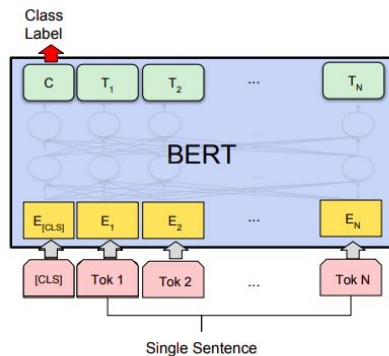 Class
Label
C T1 T2 ... TN
...
BERT
...
E[CLS] E1 E2 ... EN
[CLS] Tok 1 Tok 2 ... Tok N
Single Sentence